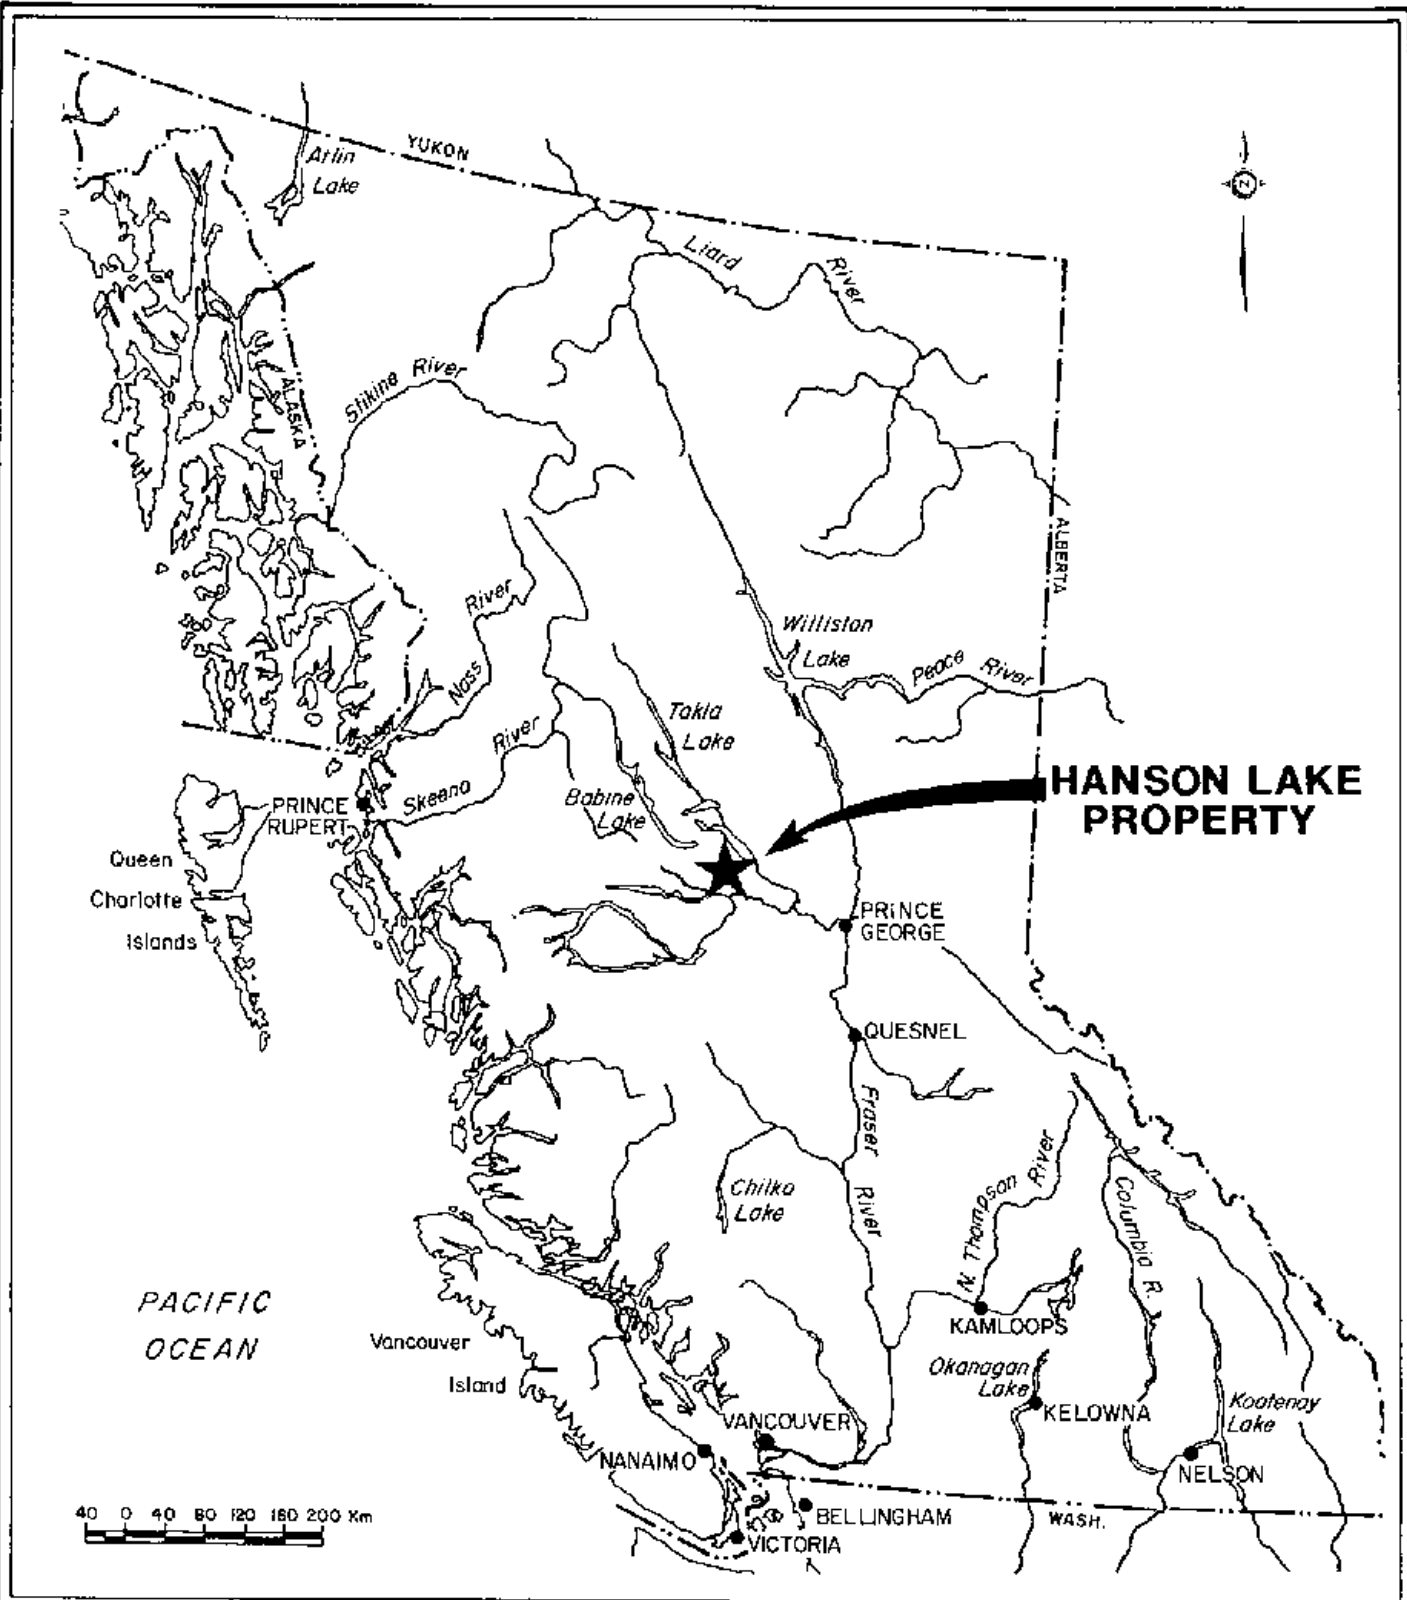 YUKON
Atlin
Lake
N
Liard
River
Stikine River
ALASKA
ALBERTA
River
Nass
Williston
Lake
Peace River
Takla
Lake
River
Skeena
Babine
Lake
HANSON LAKE
PROPERTY
PRINCE
RUPERT
Queen
Charlotte
Islands
PRINCE
GEORGE
QUESNEL
Fraser
River
Chilko
Lake
N. Thompson River
Columbia R.
KAMLOOPS
PACIFIC
OCEAN
Vancouver
Island
Okanagan
Lake
KELOWNA
Kootenay
Lake
VANCOUVER
NANAIMO
NELSON
BELLINGHAM
WASH.
VICTORIA
40 0 40 80 120 160 200 Km